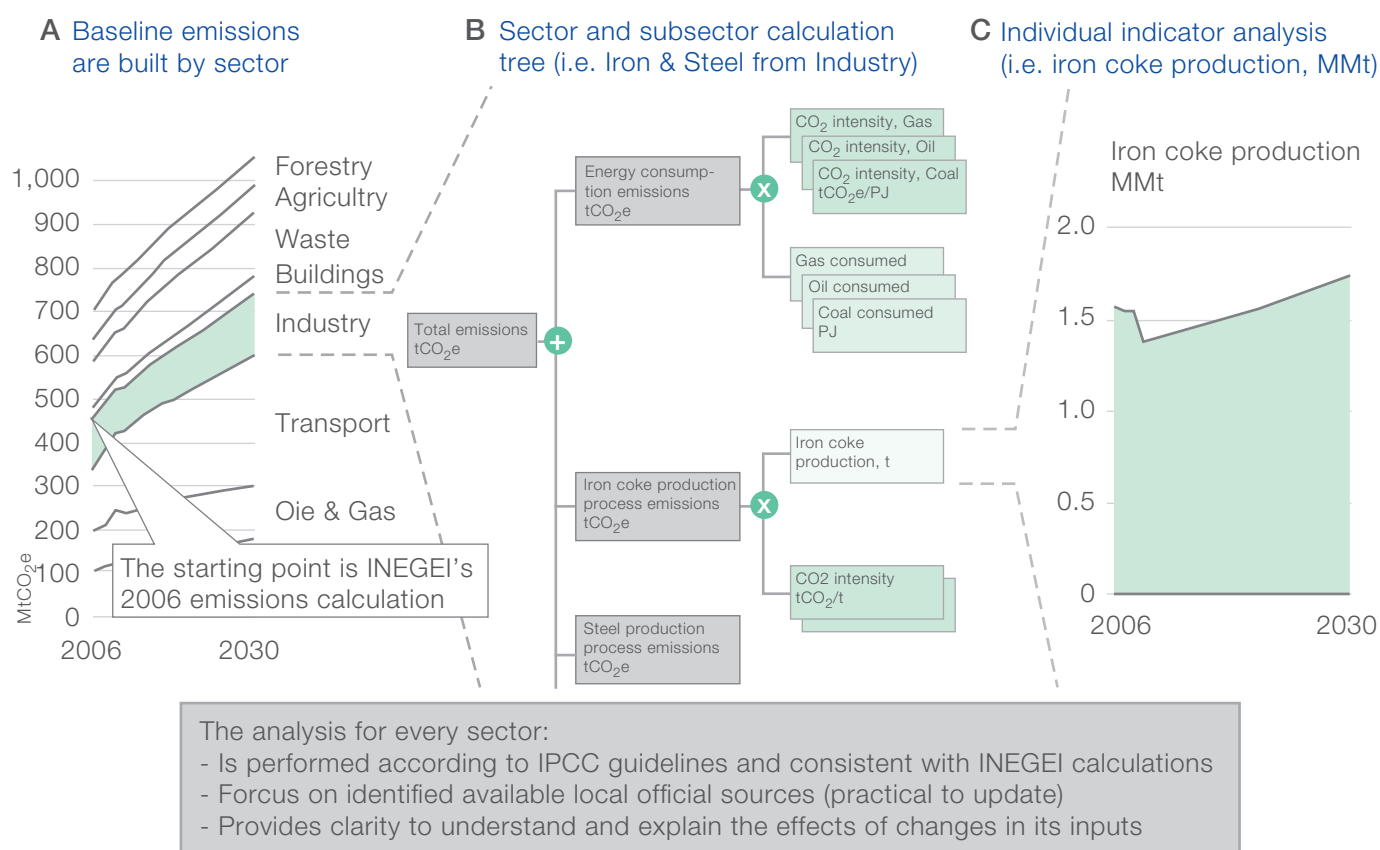 A Baseline emissions
are built by sector
B Sector and subsector calculation
tree (i.e. Iron & Steel from Industry)
C Individual indicator analysis
(i.e. iron coke production, MMt)
1,000
900
800
700
600
500
400
300
200
100
0
MtCO2e
2006
2030
Forestry
Agricultry
Waste
Buildings
Industry
Transport
Oie & Gas
The starting point is INEGEI's
2006 emissions calculation
Total emissions
tCO2e
+
Energy consump-
tion emissions
tCO2e
x
CO2 intensity, Gas
CO2 intensity, Oil
CO2 intensity, Coal
tCO2e/PJ
Gas consumed
Oil consumed
Coal consumed
PJ
Iron coke production
process emissions
tCO2e
x
Iron coke
production, t
CO2 intensity
tCO2/t
Steel production
process emissions
tCO2e
Iron coke production
MMt
2.0
1.5
1.0
0.5
0
2006
2030
The analysis for every sector:
- Is performed according to IPCC guidelines and consistent with INEGEI calculations
- Forcus on identified available local official sources (practical to update)
- Provides clarity to understand and explain the effects of changes in its inputs